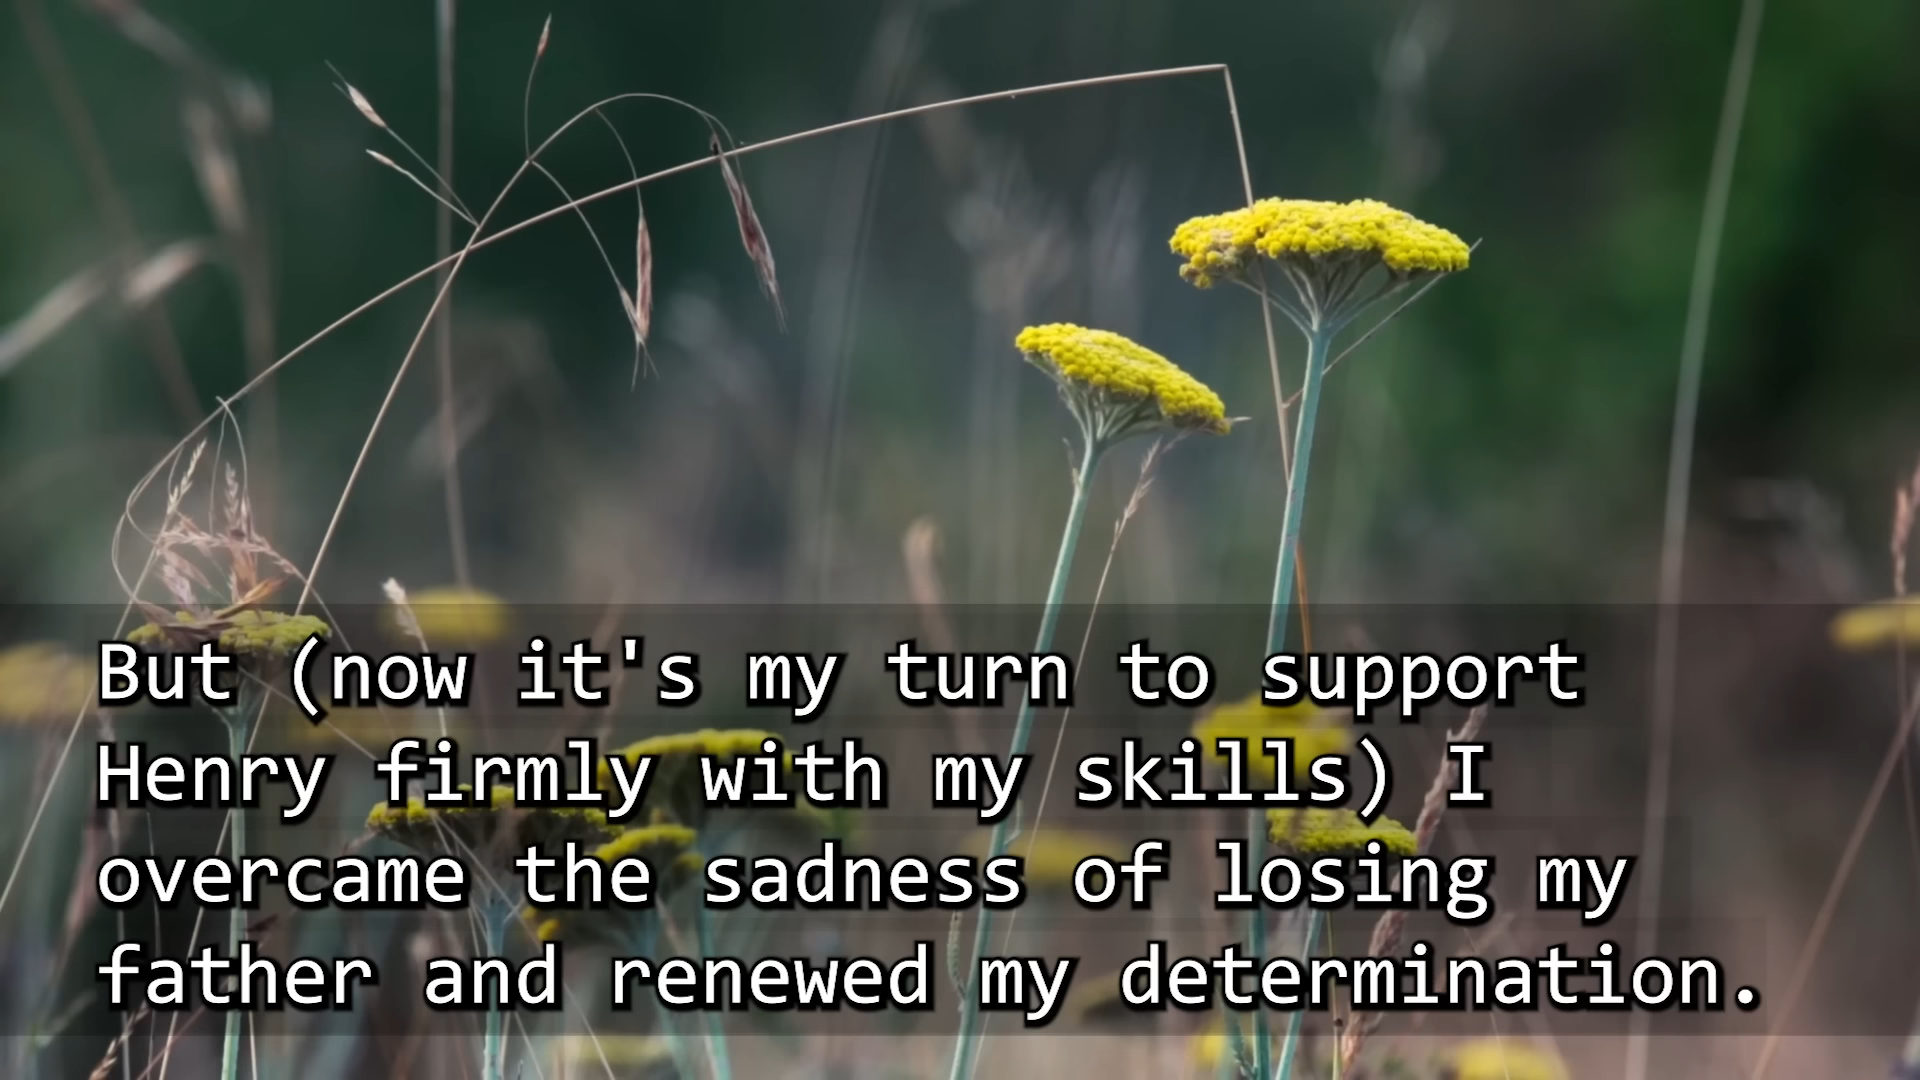 But (now it's my turn to support
Henry firmly with my skills) I
overcame the sadness of losing my
father and renewed my determination.